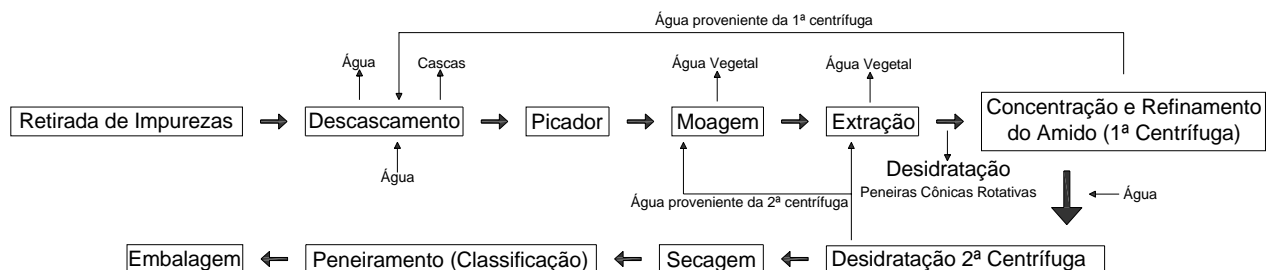 Água proveniente da 1ª centrífuga
Água
Cascas
Água Vegetal
Água Vegetal
Retirada de Impurezas
Descascamento
Picador
Moagem
Extração
Concentração e Refinamento
do Amido (1ª Centrífuga)
Água
Desidratação
Peneiras Cônicas Rotativas
Água
Água proveniente da 2ª centrífuga
Embalagem
Peneiramento (Classificação)
Secagem
Desidratação 2ª Centrífuga